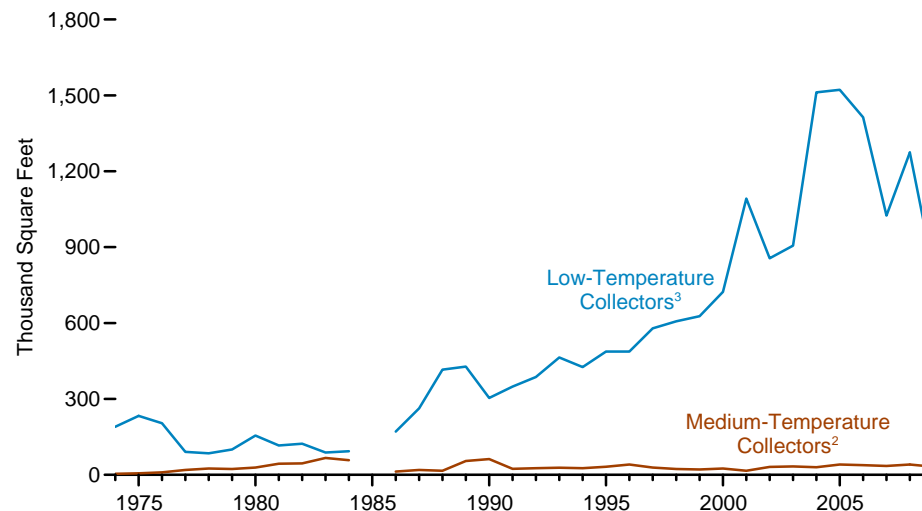 1,800
1,500
1,200
900
600
300
0
Thousand Square Feet
Low-Temperature
Collectors³
Medium-Temperature
Collectors²
1975 1980 1985 1990 1995 2000 2005